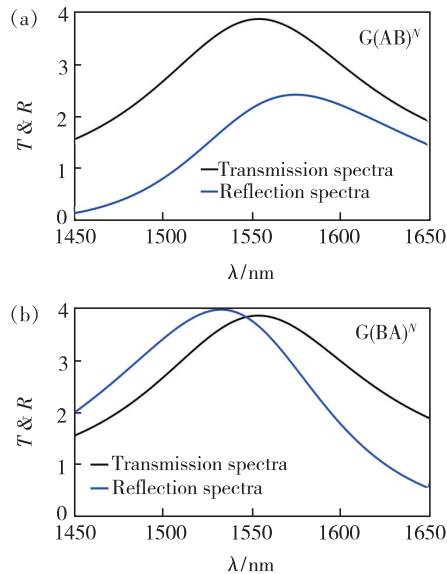 (a)
G(AB)ᴺ
T & R
4
3
2
1
0
Transmission spectra
Reflection spectra
1450 1500 1550 1600 1650
λ/nm
(b)
G(BA)ᴺ
T & R
4
3
2
1
0
Transmission spectra
Reflection spectra
1450 1500 1550 1600 1650
λ/nm